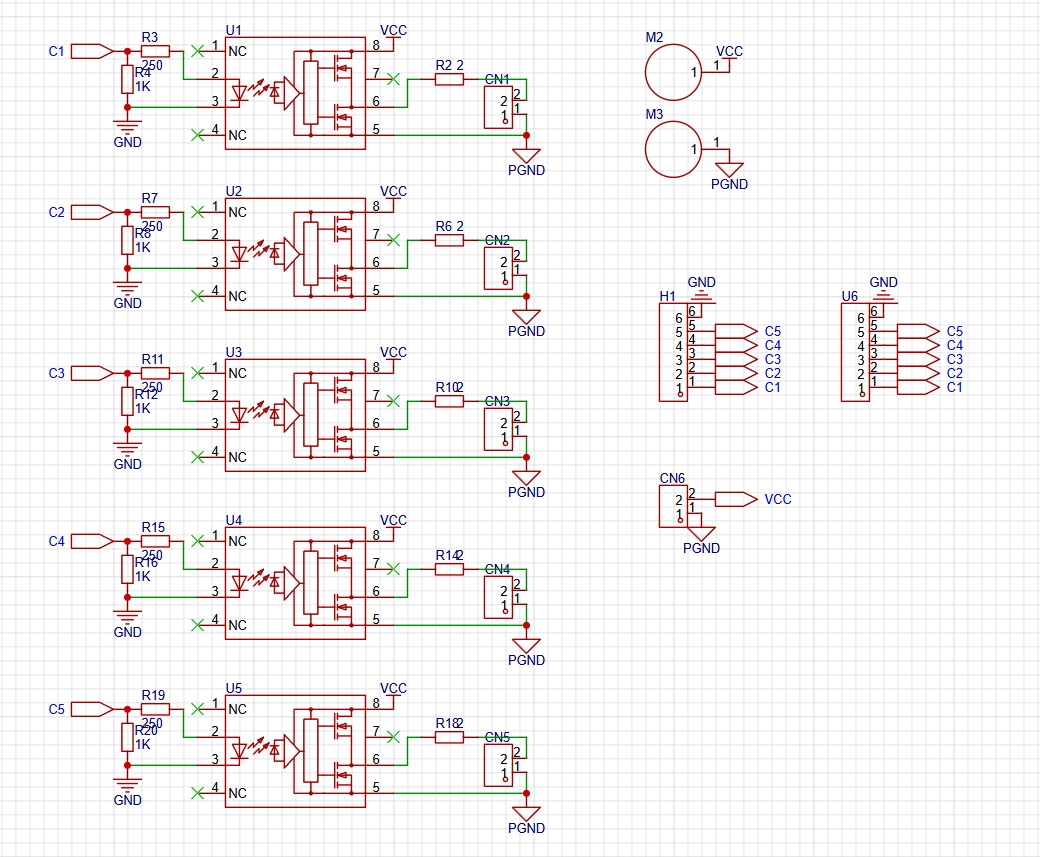 C1 R3 250 R4 1K GND
U1 VCC
1 NC 8
2 7
3 6
4 NC 5
R2 2 CN1
2 2
1 1
PGND
C2 R7 250 R8 1K GND
U2 VCC
1 NC 8
2 7
3 6
4 NC 5
R6 2 CN2
2 2
1 1
PGND
C3 R11 250 R12 1K GND
U3 VCC
1 NC 8
2 7
3 6
4 NC 5
R10 2 CN3
2 2
1 1
PGND
C4 R15 250 R16 1K GND
U4 VCC
1 NC 8
2 7
3 6
4 NC 5
R14 2 CN4
2 2
1 1
PGND
C5 R19 250 R20 1K GND
U5 VCC
1 NC 8
2 7
3 6
4 NC 5
R18 2 CN5
2 2
1 1
PGND
M2
1 1 VCC
M3
1 1
PGND
H1 GND
6 6
5 5 C5
4 4 C4
3 3 C3
2 2 C2
1 1 C1
U6 GND
6 6
5 5 C5
4 4 C4
3 3 C3
2 2 C2
1 1 C1
CN6
2 2 VCC
1 1
PGND